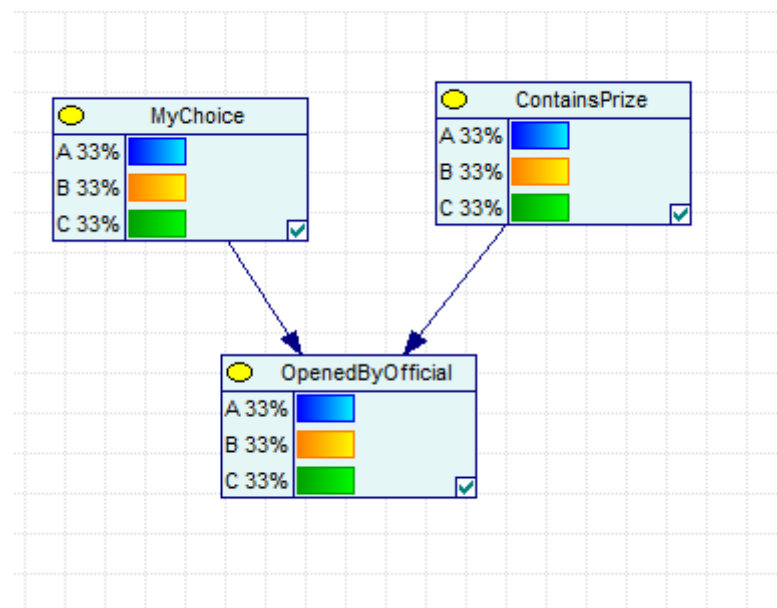 MyChoice
A 33%
B 33%
C 33%
ContainsPrize
A 33%
B 33%
C 33%
OpenedByOfficial
A 33%
B 33%
C 33%